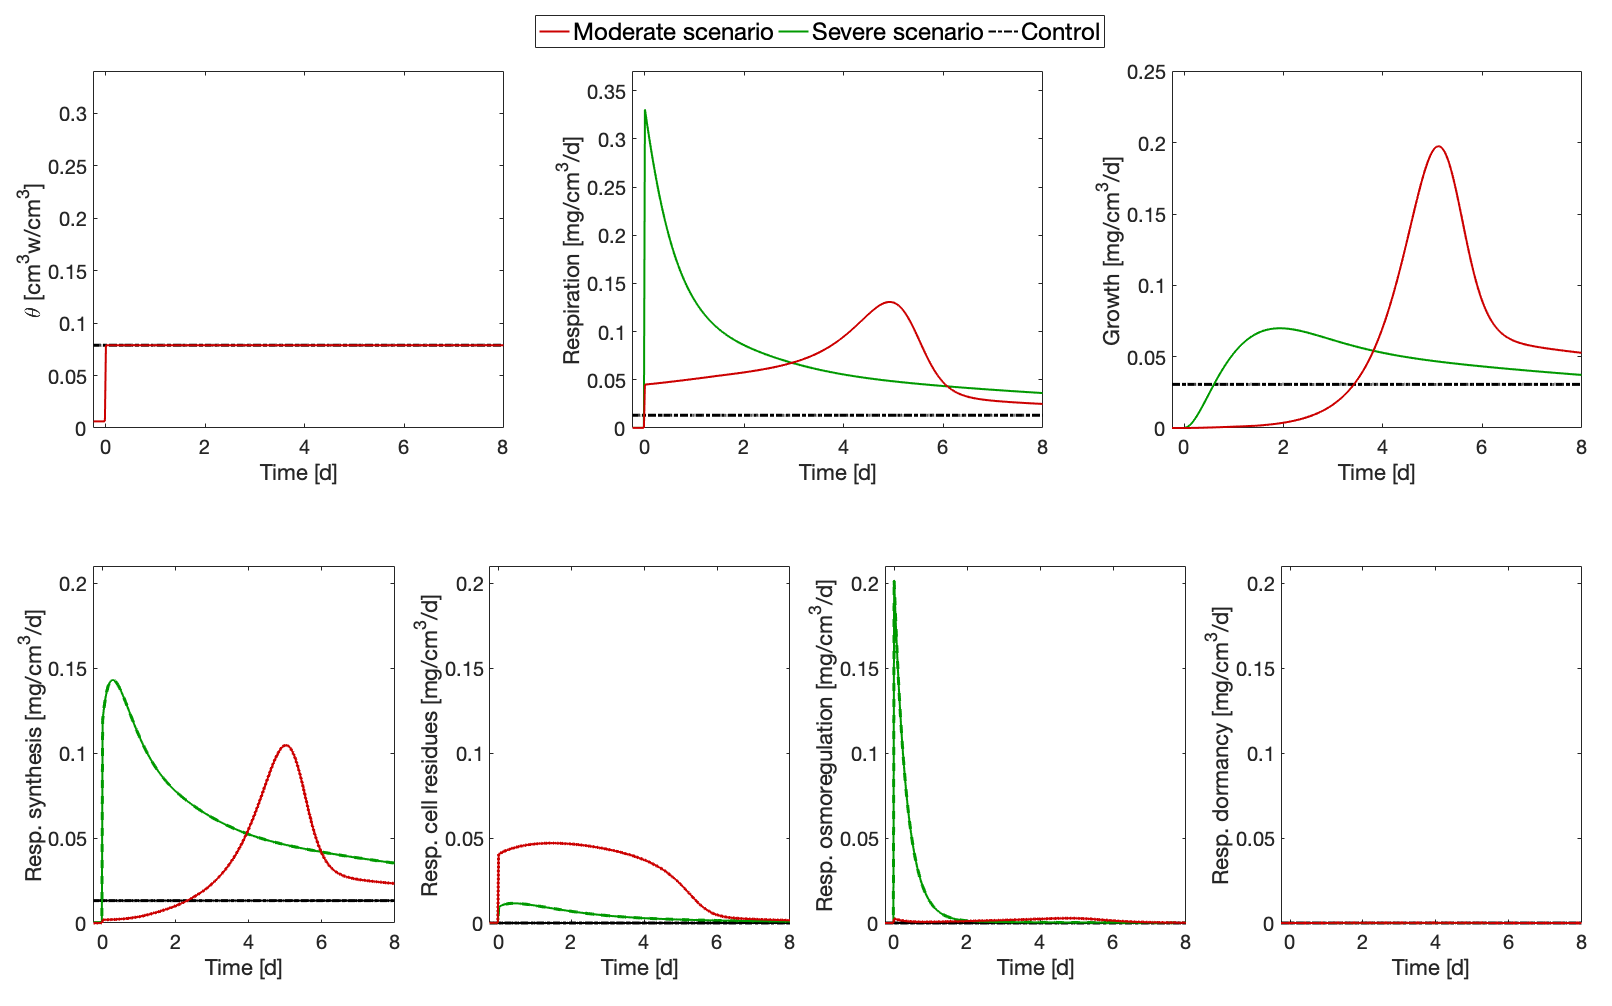 Moderate scenario Severe scenario Control
θ [cm³w/cm³]
0.3
0.25
0.2
0.15
0.1
0.05
0
0 2 4 6 8
Time [d]
Respiration [mg/cm³/d]
0.35
0.3
0.25
0.2
0.15
0.1
0.05
0
0 2 4 6 8
Time [d]
Growth [mg/cm³/d]
0.25
0.2
0.15
0.1
0.05
0
0 2 4 6 8
Time [d]
Resp. synthesis [mg/cm³/d]
0.2
0.15
0.1
0.05
0
0 2 4 6 8
Time [d]
Resp. cell residues [mg/cm³/d]
0.2
0.15
0.1
0.05
0
0 2 4 6 8
Time [d]
Resp. osmoregulation [mg/cm³/d]
0.2
0.15
0.1
0.05
0
0 2 4 6 8
Time [d]
Resp. dormancy [mg/cm³/d]
0.2
0.15
0.1
0.05
0
0 2 4 6 8
Time [d]